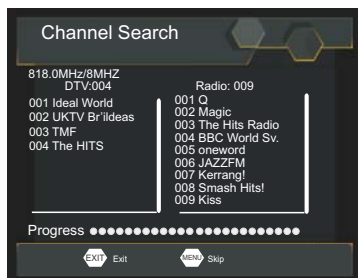 Channel Search
818.0MHz/8MHZ
DTV:004
001 Ideal World
002 UKTV Br'ildeas
003 TMF
004 The HITS
Radio: 009
001 Q
002 Magic
003 The Hits Radio
004 BBC World Sv.
005 oneword
006 JAZZFM
007 Kerrang!
008 Smash Hits!
009 Kiss
Progress
EXIT Exit
MENU Skip